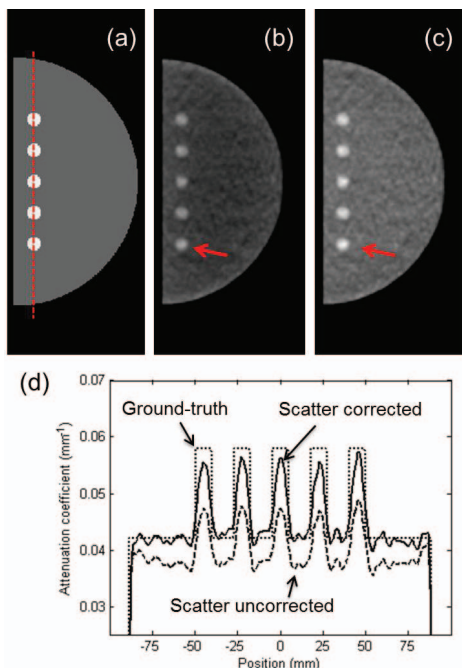 (a)
(b)
(c)
(d)
0.07
0.06
0.05
0.04
0.03
Attenuation coefficient (mm-1)
Ground-truth
Scatter corrected
Scatter uncorrected
-75 -50 -25 0 25 50 75
Position (mm)